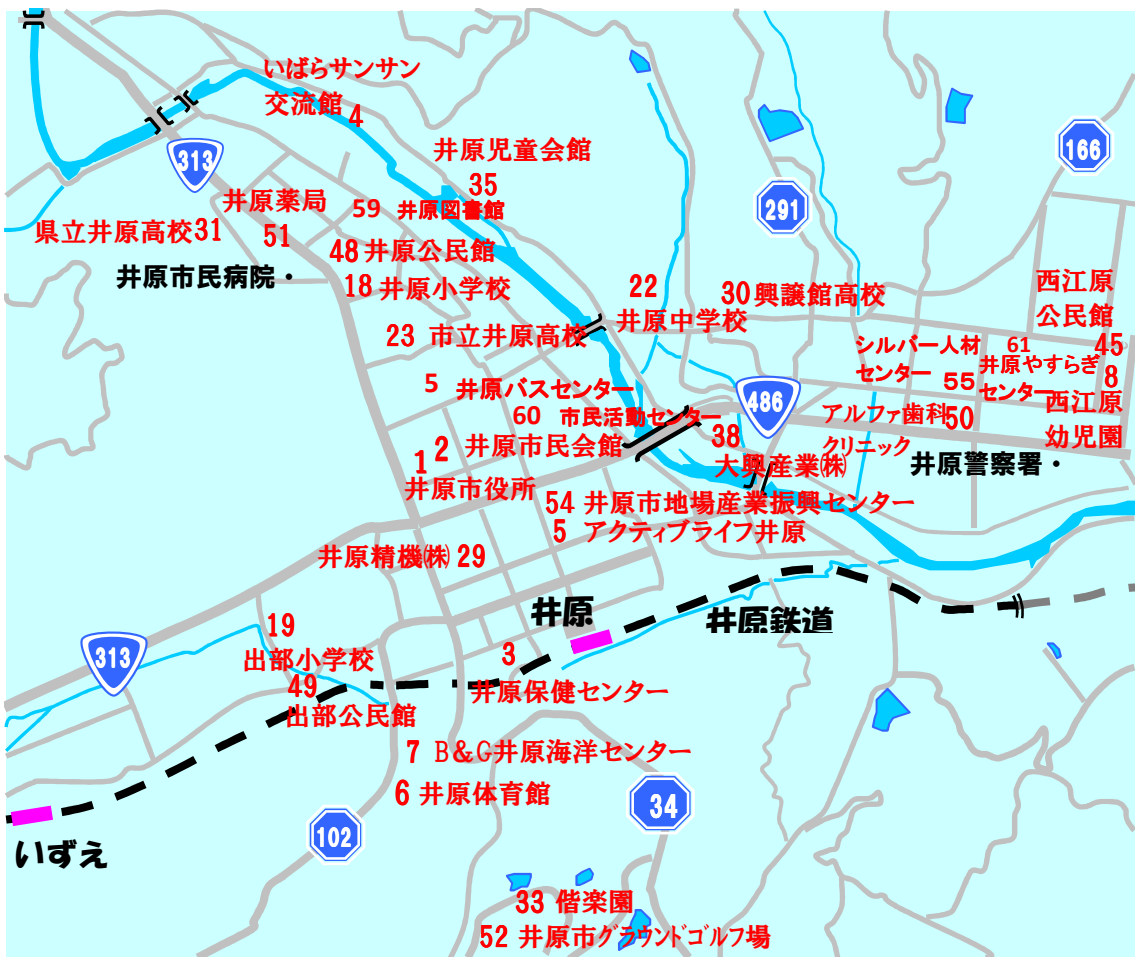 いばらサンサン
交流館 4
313
166
井原児童会館
35
291
井原薬局
59 井原図書館
県立井原高校31
51
48 井原公民館
井原市民病院・
18 井原小学校
22
30 興譲館高校
西江原
公民館
井原中学校
23 市立井原高校
シルバー人材
センター 55
61
井原やすらぎ
センター
45
8
西江原
幼児園
5 井原バスセンター
486
60 市民活動センター
アルファ歯科50
クリニック
38
大興産業㈱
井原警察署・
2 井原市民会館
1
井原市役所
54 井原市地場産業振興センター
5 アクティブライフ井原
井原精機㈱ 29
井原
井原鉄道
19
出部小学校
313
3
井原保健センター
49
出部公民館
7 B&G井原海洋センター
6 井原体育館
34
102
いずえ
33 偕楽園
52 井原市グラウンドゴルフ場